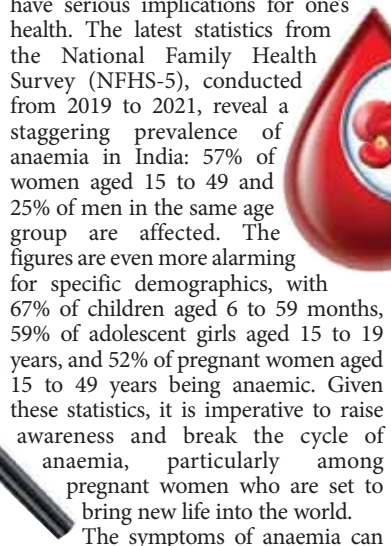 have serious implications for one's
health. The latest statistics from
the National Family Health
Survey (NFHS-5), conducted
from 2019 to 2021, reveal a
staggering prevalence of
anaemia in India: 57% of
women aged 15 to 49 and
25% of men in the same age
group are affected. The
figures are even more alarming
for specific demographics, with
67% of children aged 6 to 59 months,
59% of adolescent girls aged 15 to 19
years, and 52% of pregnant women aged
15 to 49 years being anaemic. Given
these statistics, it is imperative to raise
awareness and break the cycle of
anaemia, particularly among
pregnant women who are set to
bring new life into the world.
The symptoms of anaemia can